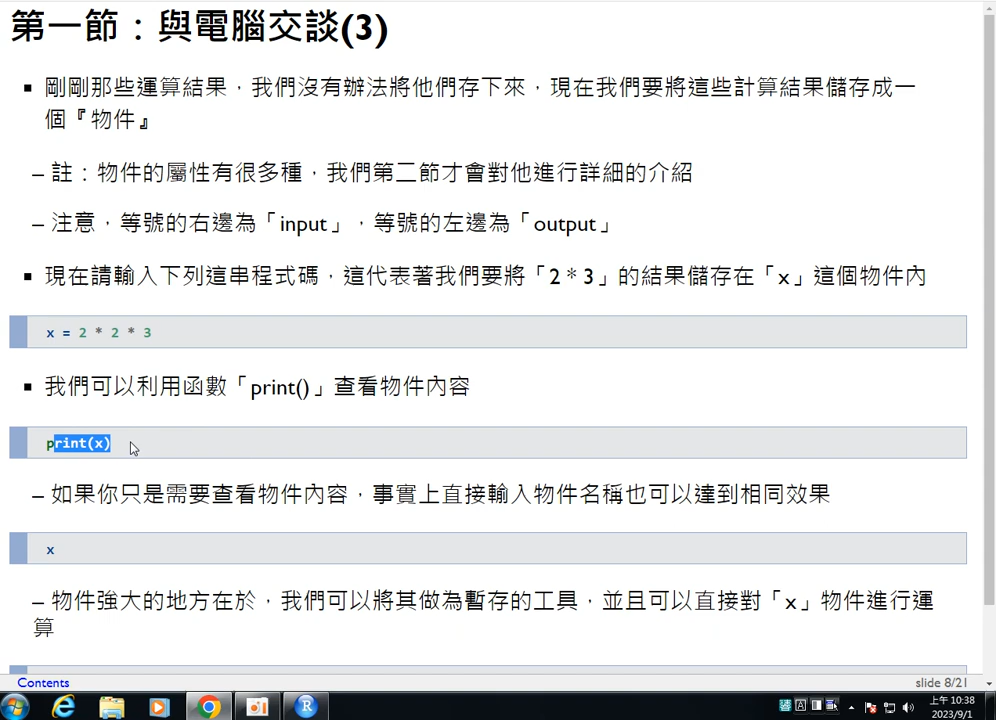 第一節：與電腦交談(3)
剛剛那些運算結果，我們沒有辦法將他們存下來，現在我們要將這些計算結果儲存成一
個『物件』
– 註：物件的屬性有很多種，我們第二節才會對他進行詳細的介紹
– 注意，等號的右邊為「input」，等號的左邊為「output」
現在請輸入下列這串程式碼，這代表著我們要將「2 * 3」的結果儲存在「x」這個物件內
x = 2 * 2 * 3
我們可以利用函數「print()」查看物件內容
print(x)
– 如果你只是需要查看物件內容，事實上直接輸入物件名稱也可以達到相同效果
x
– 物件強大的地方在於，我們可以將其做為暫存的工具，並且可以直接對「x」物件進行運
算
Contents
slide 8/21
上午 10:38
2023/9/1